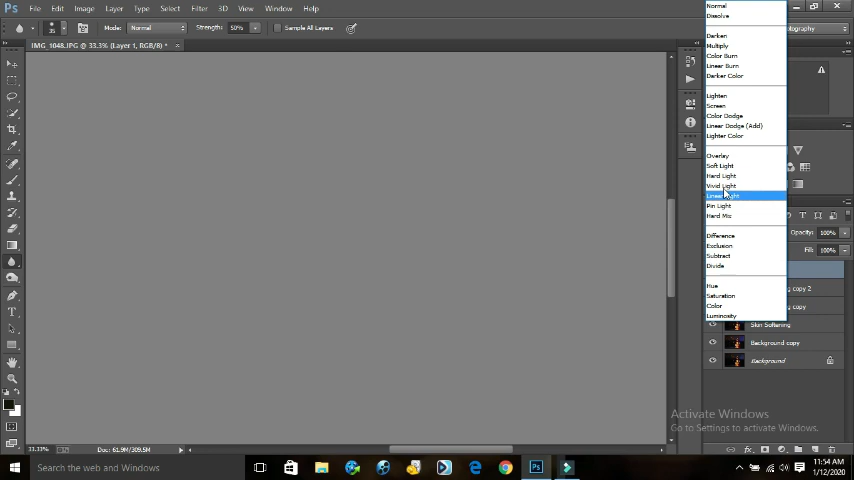 Ps File Edit Image Layer Type Select Filter 3D View Window Help
Mode: Normal Strength: 50% Sample All Layers
35
IMG_1048.JPG @ 33.3% (Layer 1, RGB/8) *
Normal
Dissolve
Darken
Multiply
Color Burn
Linear Burn
Darker Color
Lighten
Screen
Color Dodge
Linear Dodge (Add)
Lighter Color
Overlay
Soft Light
Hard Light
Vivid Light
Linear Light
Pin Light
Hard Mix
Difference
Exclusion
Subtract
Divide
Hue
Saturation
Color
Luminosity
Opacity: 100%
Fill: 100%
copy 2
copy
Skin Softening
Background copy
Background
Activate Windows
Go to Settings to activate Windows.
33.33% Doc: 61.9M/309.5M
Search the web and Windows
11:54 AM
1/12/2020